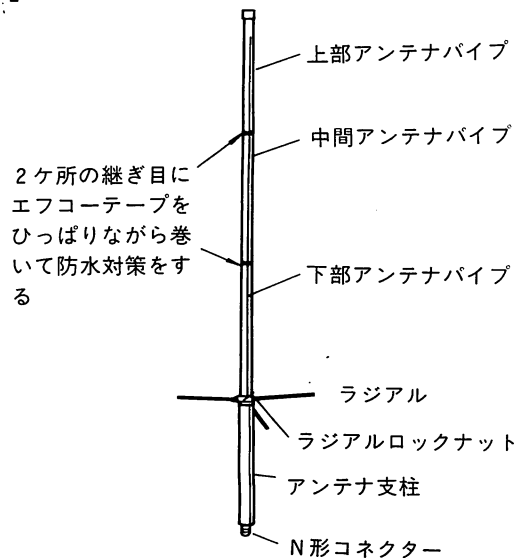 上部アンテナパイプ
中間アンテナパイプ
2ケ所の継ぎ目に
エフコーテープを
ひっぱりながら巻
いて防水対策をす
る
下部アンテナパイプ
ラジアル
ラジアルロックナット
アンテナ支柱
N形コネクター